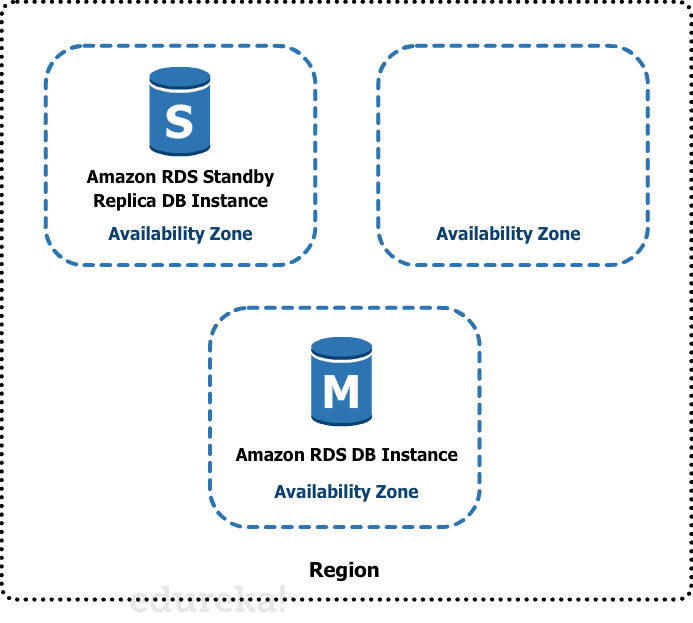 S
Amazon RDS Standby
Replica DB Instance
Availability Zone
Availability Zone
M
Amazon RDS DB Instance
Availability Zone
Region
edureka!